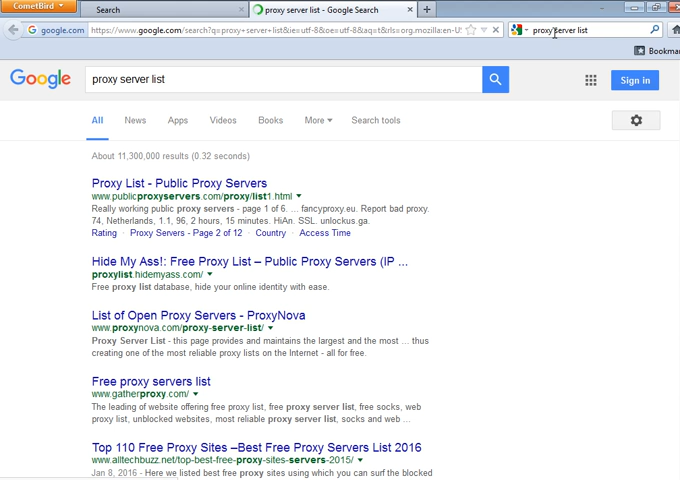 CometBird
Search
proxy server list - Google Search
google.com
https://www.google.com/search?q=proxy+server+list&ie=utf-8&oe=utf-8&aq=t&rls=org.mozilla:en-US
proxy server list
Bookmar
Google
proxy server list
Sign in
All News Apps Videos Books More Search tools
About 11,300,000 results (0.32 seconds)
Proxy List - Public Proxy Servers
www.publicproxyservers.com/proxy/list1.html
Really working public proxy servers - page 1 of 6. ... fancyproxy.eu. Report bad proxy.
74, Netherlands, 1.1, 96, 2 hours, 15 minutes. HiAn. SSL. unlockus.ga.
Rating · Proxy Servers - Page 2 of 12 · Country · Access Time
Hide My Ass!: Free Proxy List – Public Proxy Servers (IP ...
proxylist.hidemyass.com/
Free proxy list database, hide your online identity with ease.
List of Open Proxy Servers - ProxyNova
www.proxynova.com/proxy-server-list/
Proxy Server List - this page provides and maintains the largest and the most ... thus
creating one of the most reliable proxy lists on the Internet - all for free.
Free proxy servers list
www.gatherproxy.com/
The leading of website offering free proxy list, free proxy server list, free socks, web
proxy list, unblocked websites, most reliable proxy server list, socks and web ...
Top 110 Free Proxy Sites –Best Free Proxy Servers List 2016
www.alltechbuzz.net/top-best-free-proxy-sites-servers-2015/
Jan 8, 2016 - Here we listed best free proxy sites using which you can surf the blocked